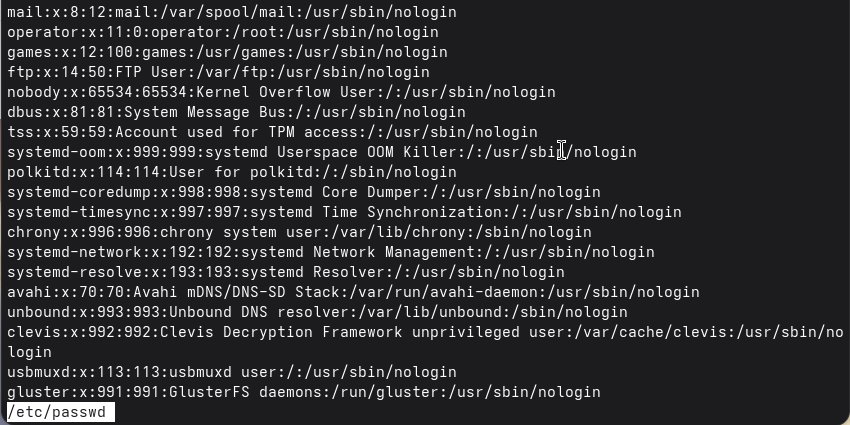 mail:x:8:12:mail:/var/spool/mail:/usr/sbin/nologin
operator:x:11:0:operator:/root:/usr/sbin/nologin
games:x:12:100:games:/usr/games:/usr/sbin/nologin
ftp:x:14:50:FTP User:/var/ftp:/usr/sbin/nologin
nobody:x:65534:65534:Kernel Overflow User:/:/usr/sbin/nologin
dbus:x:81:81:System Message Bus:/:/usr/sbin/nologin
tss:x:59:59:Account used for TPM access:/:/usr/sbin/nologin
systemd-oom:x:999:999:systemd Userspace OOM Killer:/:/usr/sbin/nologin
polkitd:x:114:114:User for polkitd:/:/sbin/nologin
systemd-coredump:x:998:998:systemd Core Dumper:/:/usr/sbin/nologin
systemd-timesync:x:997:997:systemd Time Synchronization:/:/usr/sbin/nologin
chrony:x:996:996:chrony system user:/var/lib/chrony:/sbin/nologin
systemd-network:x:192:192:systemd Network Management:/:/usr/sbin/nologin
systemd-resolve:x:193:193:systemd Resolver:/:/usr/sbin/nologin
avahi:x:70:70:Avahi mDNS/DNS-SD Stack:/var/run/avahi-daemon:/usr/sbin/nologin
unbound:x:993:993:Unbound DNS resolver:/var/lib/unbound:/sbin/nologin
clevis:x:992:992:Clevis Decryption Framework unprivileged user:/var/cache/clevis:/usr/sbin/no
login
usbmuxd:x:113:113:usbmuxd user:/:/usr/sbin/nologin
gluster:x:991:991:GlusterFS daemons:/run/gluster:/usr/sbin/nologin
/etc/passwd